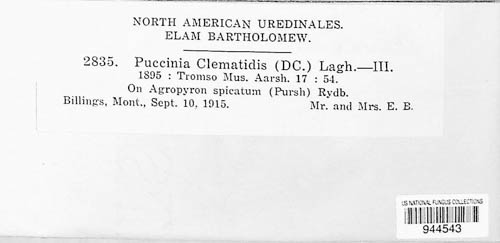 NORTH AMERICAN UREDINALES.
ELAM BARTHOLOMEW.
2835. Puccinia Clematidis (DC.) Lagh.—III.
1895 : Tromso Mus. Aarsh. 17 : 54.
On Agropyron spicatum (Pursh) Rydb.
Billings, Mont., Sept. 10, 1915. Mr. and Mrs. E. B.
US NATIONAL FUNGUS COLLECTIONS
944543